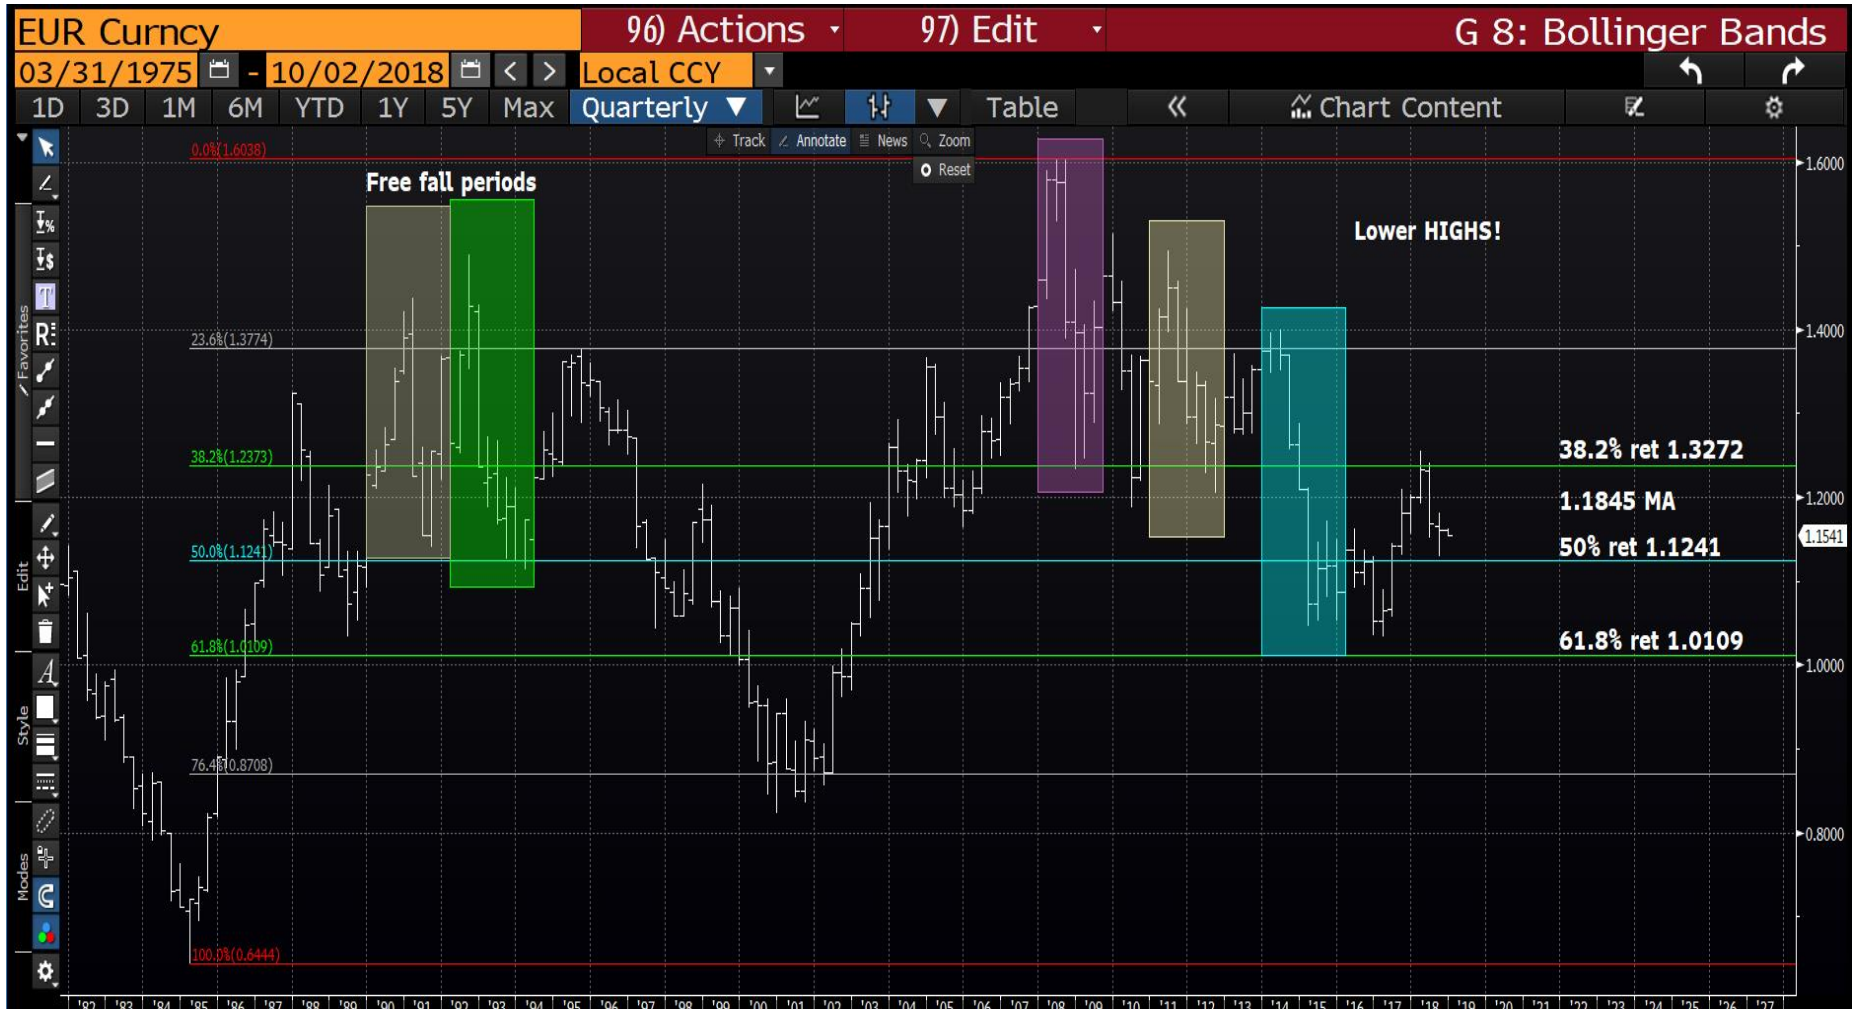 EUR Curncy 96) Actions 97) Edit G 8: Bollinger Bands
03/31/1975 - 10/02/2018 Local CCY
1D 3D 1M 6M YTD 1Y 5Y Max Quarterly Table « Chart Content
Track Annotate News Zoom
Reset
0.0%(1.6038)
1.6000
Free fall periods
Lower HIGHS!
23.6%(1.3774)
1.4000
38.2%(1.2373)
38.2% ret 1.3272
1.2000
1.1845 MA
1.1541
50.0%(1.1241)
50% ret 1.1241
61.8%(1.0109)
61.8% ret 1.0109
1.0000
76.4%(0.8708)
0.8000
100.0%(0.6444)
Favorites
Edit
Style
Modes
'82 '83 '84 '85 '86 '87 '88 '89 '90 '91 '92 '93 '94 '95 '96 '97 '98 '99 '00 '01 '02 '03 '04 '05 '06 '07 '08 '09 '10 '11 '12 '13 '14 '15 '16 '17 '18 '19 '20 '21 '22 '23 '24 '25 '26 '27